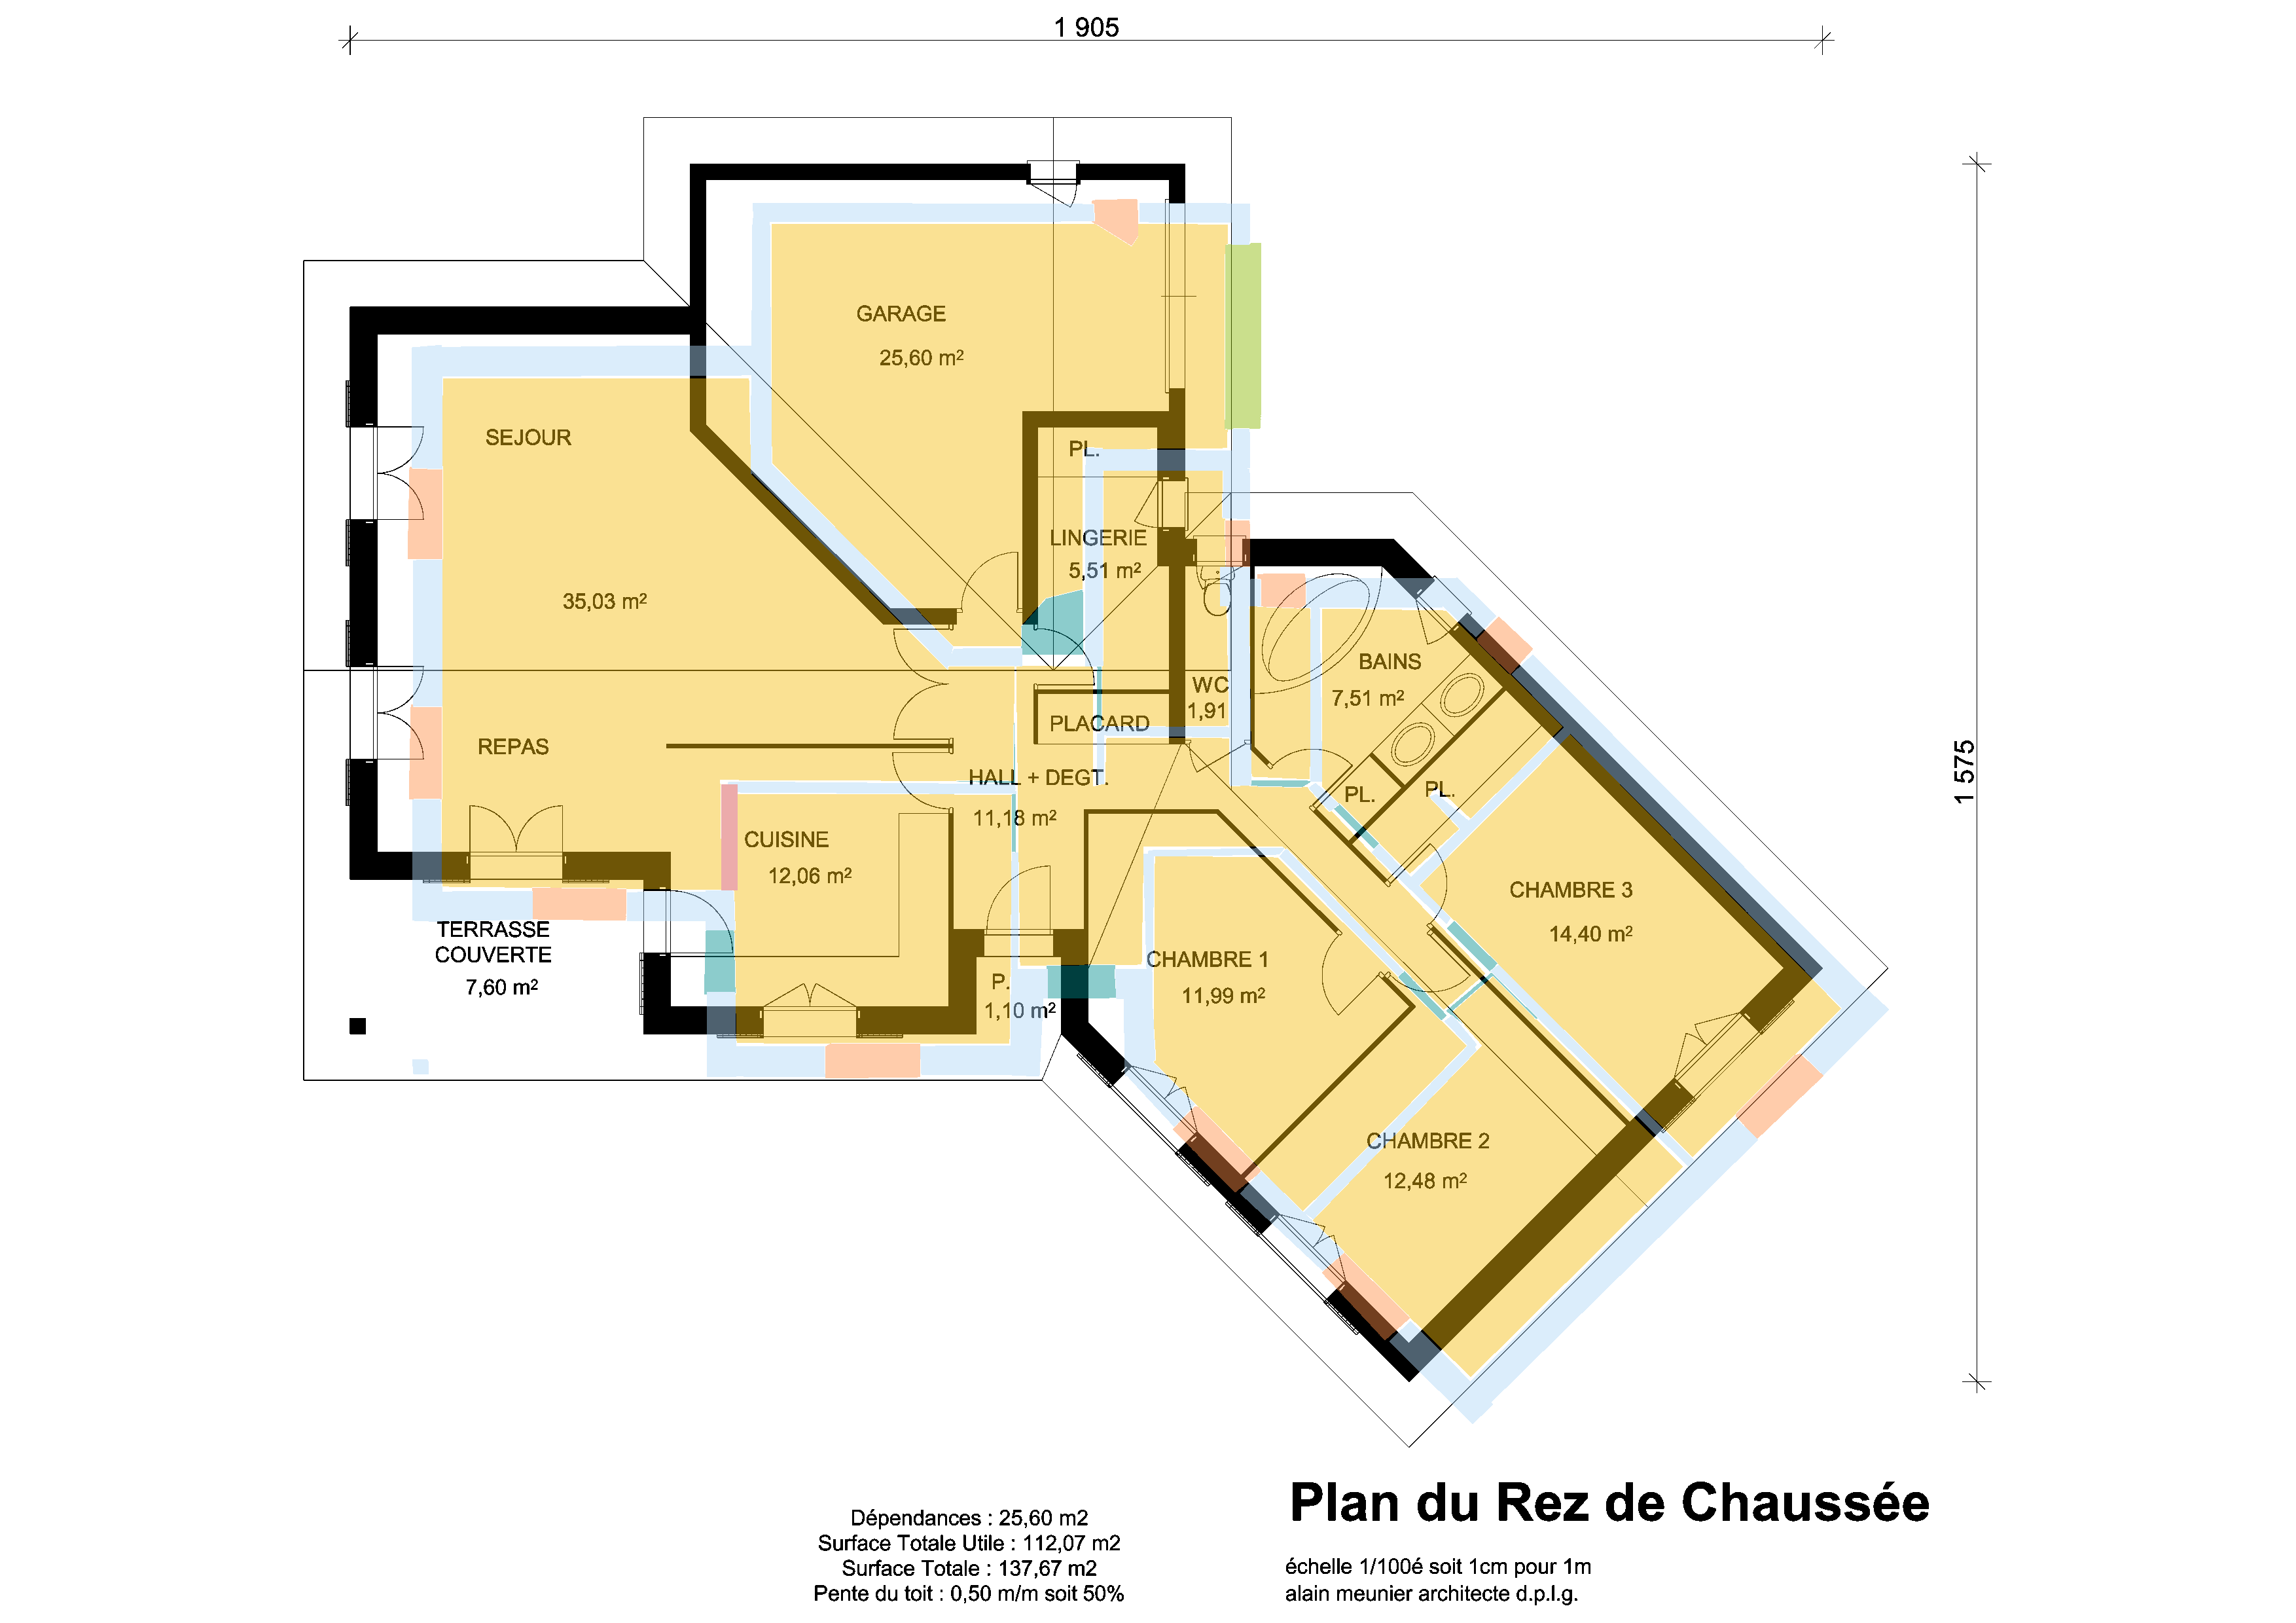 1 905
GARAGE
25,60 m²
SEJOUR
PL.
LINGERIE
5,51 m²
35,03 m²
BAINS
7,51 m²
WC
1,91
PLACARD
REPAS
HALL + DEGT.
11,18 m²
PL.
PL.
1 575
CUISINE
12,06 m²
CHAMBRE 3
14,40 m²
TERRASSE
COUVERTE
7,60 m²
CHAMBRE 1
11,99 m²
P.
1,10 m²
CHAMBRE 2
12,48 m²
Plan du Rez de Chaussée
Dépendances : 25,60 m2
Surface Totale Utile : 112,07 m2
Surface Totale : 137,67 m2
Pente du toit : 0,50 m/m soit 50%
échelle 1/100é soit 1cm pour 1m
alain meunier architecte d.p.l.g.